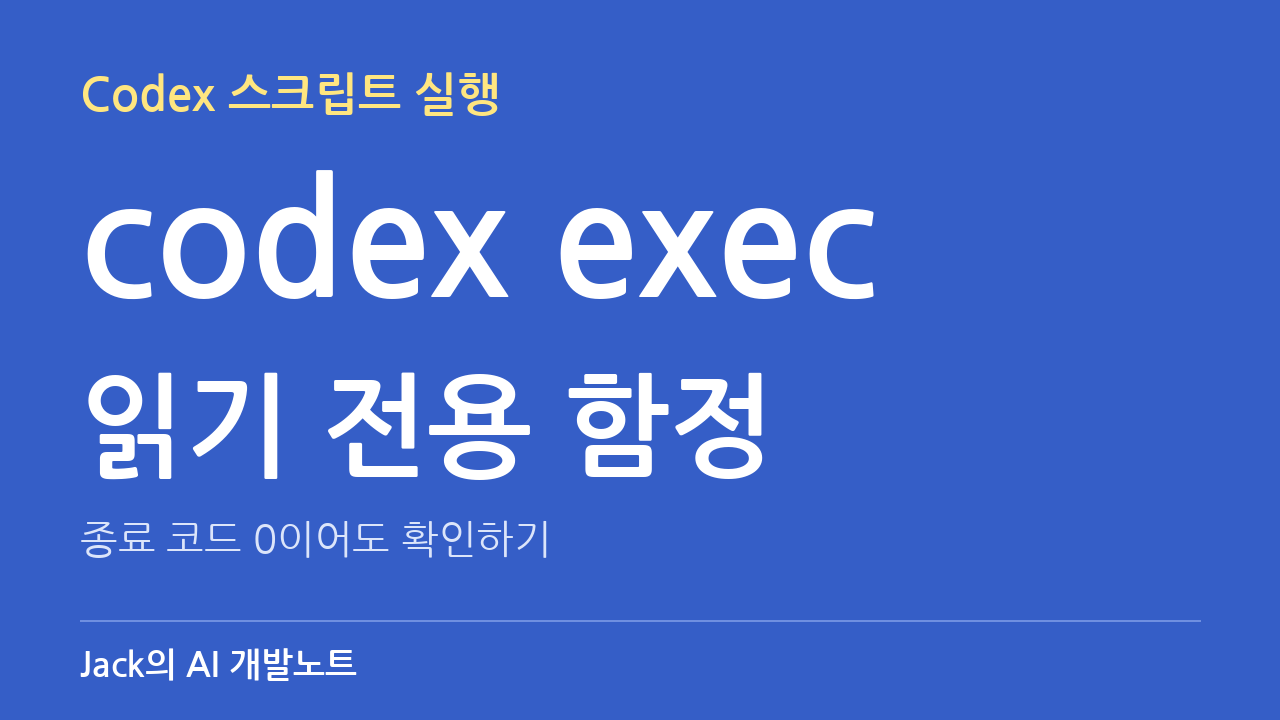 Codex 스크립트 실행
codex exec
읽기 전용 함정
종료 코드 0이어도 확인하기
Jack의 AI 개발노트